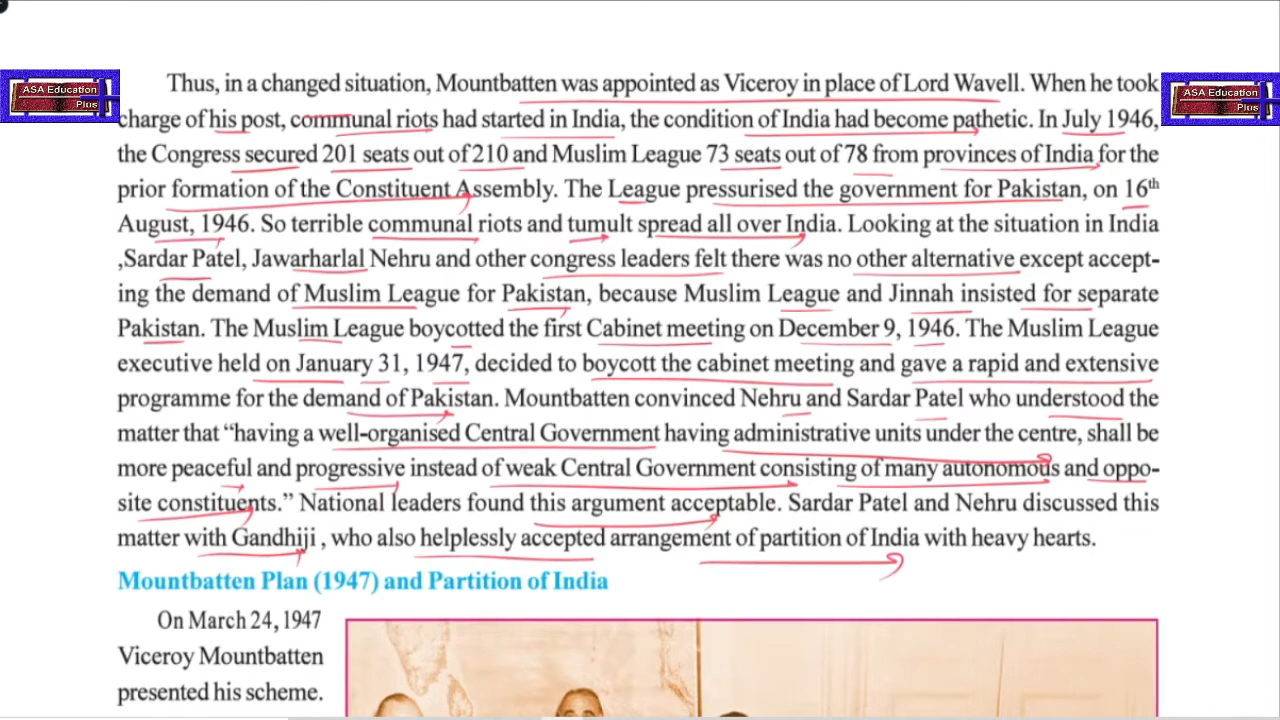 ASA Education
Plus
ASA Education
Plus
Thus, in a changed situation, Mountbatten was appointed as Viceroy in place of Lord Wavell. When he took
charge of his post, communal riots had started in India, the condition of India had become pathetic. In July 1946,
the Congress secured 201 seats out of 210 and Muslim League 73 seats out of 78 from provinces of India for the
prior formation of the Constituent Assembly. The League pressurised the government for Pakistan, on 16th
August, 1946. So terrible communal riots and tumult spread all over India. Looking at the situation in India
,Sardar Patel, Jawarharlal Nehru and other congress leaders felt there was no other alternative except accept-
ing the demand of Muslim League for Pakistan, because Muslim League and Jinnah insisted for separate
Pakistan. The Muslim League boycotted the first Cabinet meeting on December 9, 1946. The Muslim League
executive held on January 31, 1947, decided to boycott the cabinet meeting and gave a rapid and extensive
programme for the demand of Pakistan. Mountbatten convinced Nehru and Sardar Patel who understood the
matter that “having a well-organised Central Government having administrative units under the centre, shall be
more peaceful and progressive instead of weak Central Government consisting of many autonomous and oppo-
site constituents.” National leaders found this argument acceptable. Sardar Patel and Nehru discussed this
matter with Gandhiji , who also helplessly accepted arrangement of partition of India with heavy hearts.
Mountbatten Plan (1947) and Partition of India
On March 24, 1947
Viceroy Mountbatten
presented his scheme.